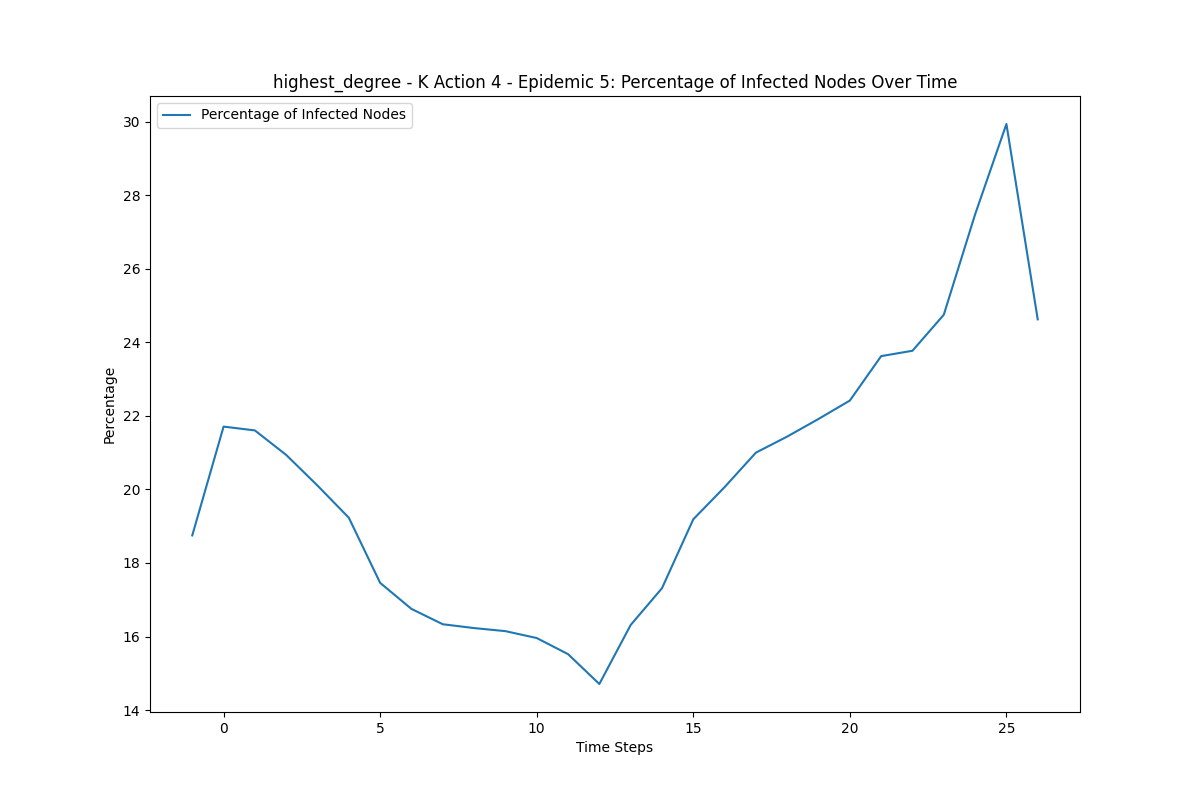 highest_degree - K Action 4 - Epidemic 5: Percentage of Infected Nodes Over Time
Percentage of Infected Nodes
30
28
26
24
22
20
18
16
14
Percentage
0 5 10 15 20 25
Time Steps